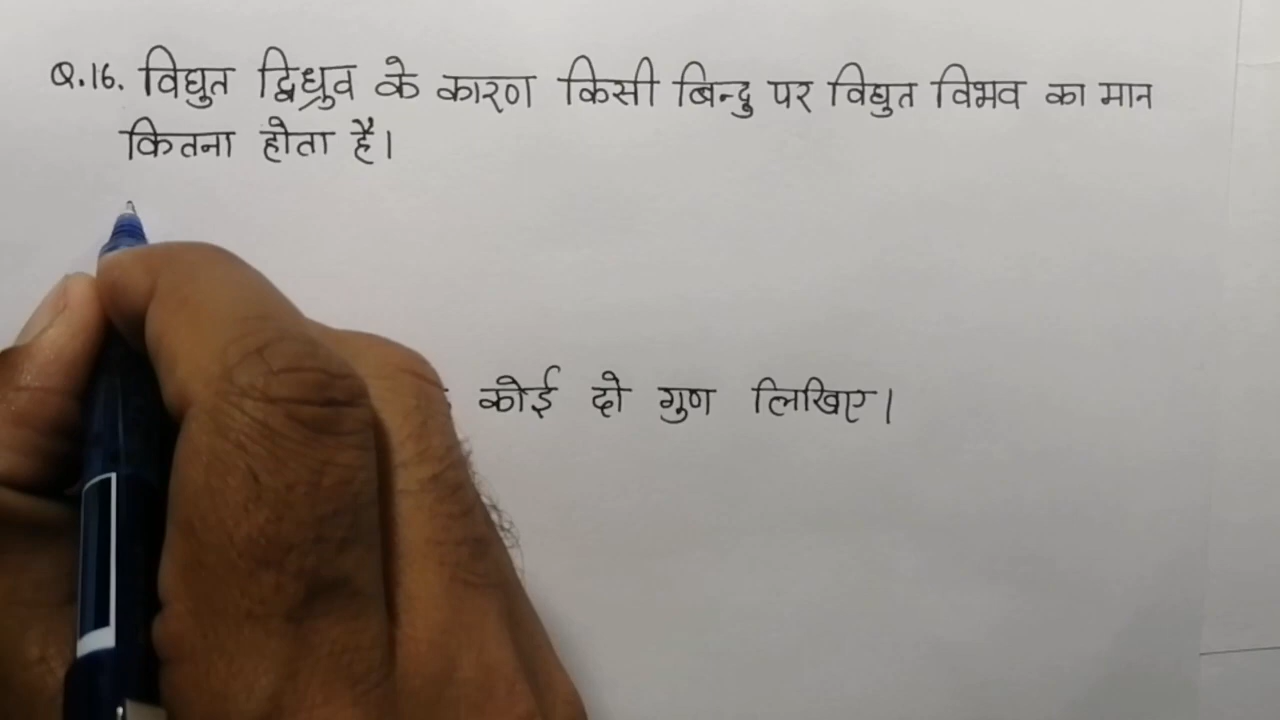 Q.16. विद्युत द्विध्रुव के कारण किसी बिन्दु पर विद्युत विभव का मान
कितना होता है।
कोई दो गुण लिखिए।